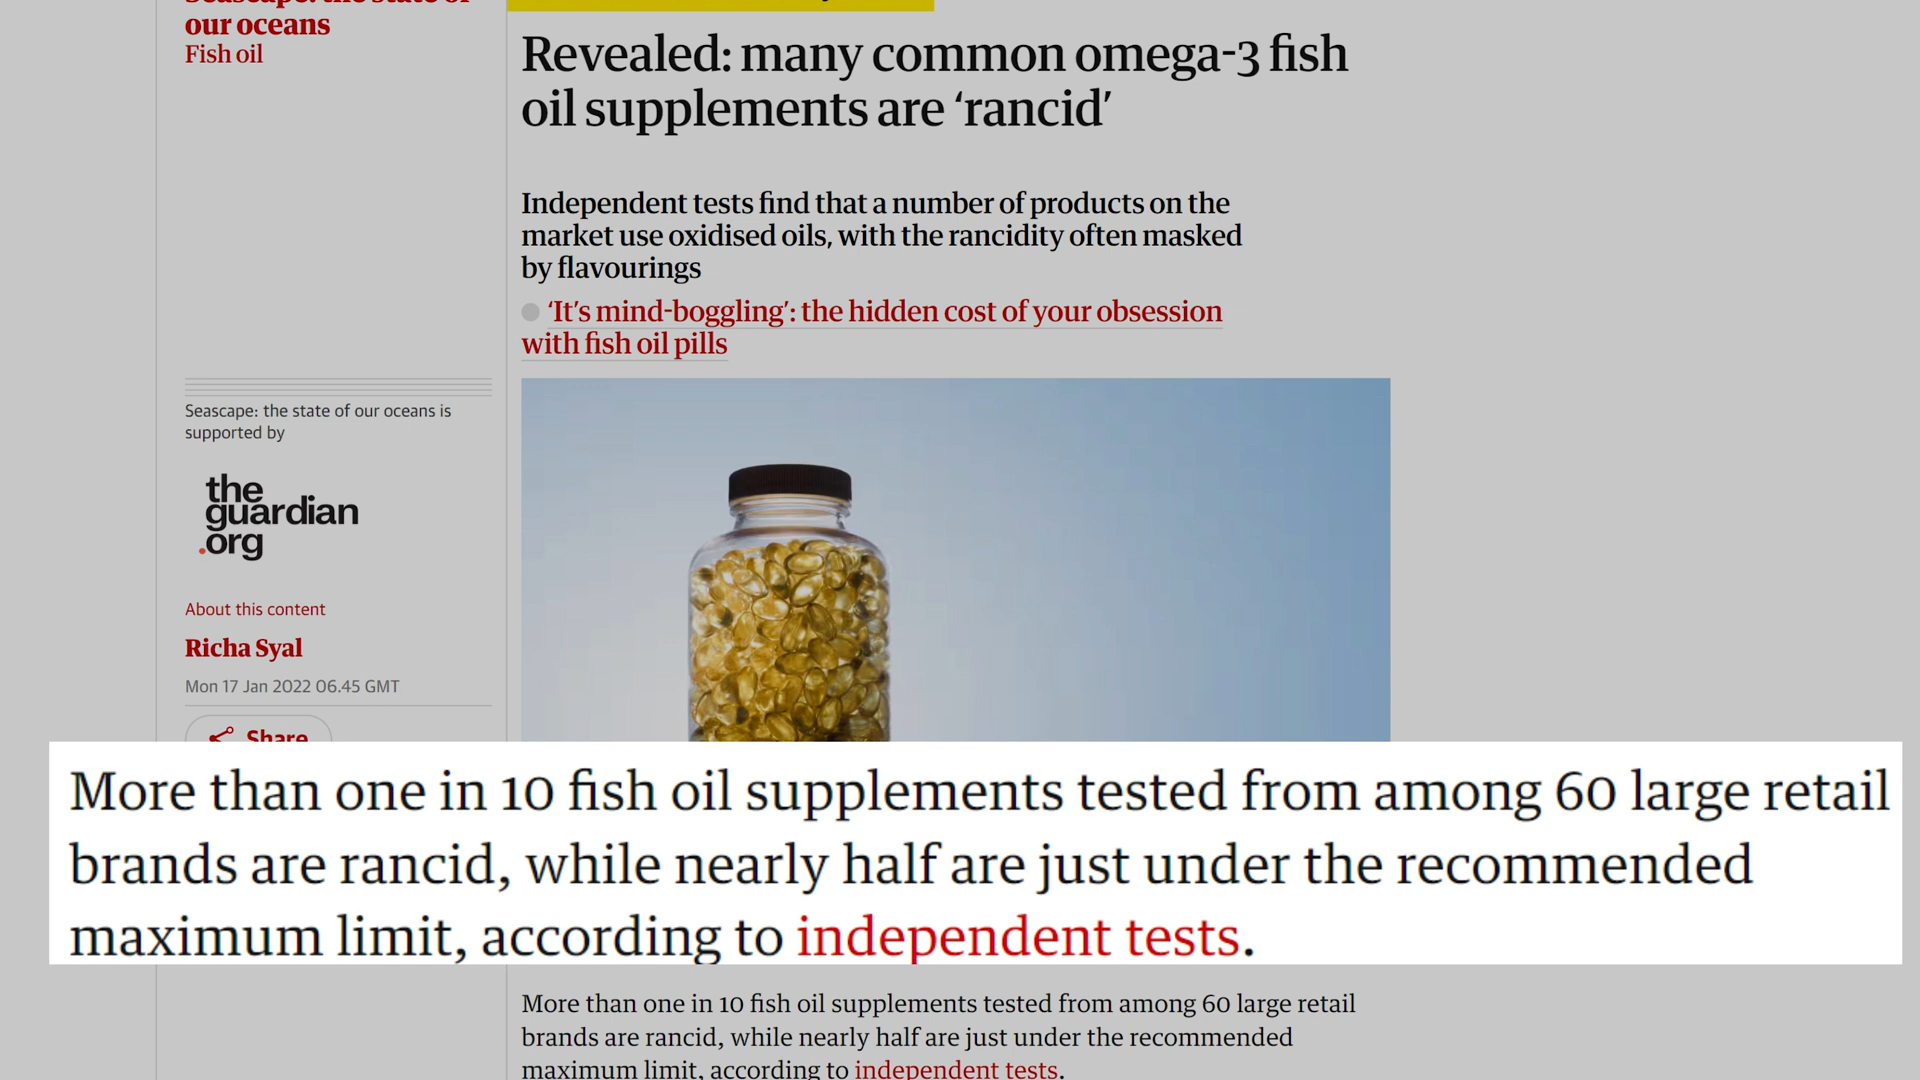 our oceans
Fish oil
Revealed: many common omega-3 fish
oil supplements are ‘rancid’
Independent tests find that a number of products on the
market use oxidised oils, with the rancidity often masked
by flavourings
‘It’s mind-boggling’: the hidden cost of your obsession
with fish oil pills
Seascape: the state of our oceans is
supported by
the
guardian
.org
About this content
Richa Syal
Mon 17 Jan 2022 06.45 GMT
Share
More than one in 10 fish oil supplements tested from among 60 large retail
brands are rancid, while nearly half are just under the recommended
maximum limit, according to independent tests.
More than one in 10 fish oil supplements tested from among 60 large retail
brands are rancid, while nearly half are just under the recommended
maximum limit, according to independent tests.